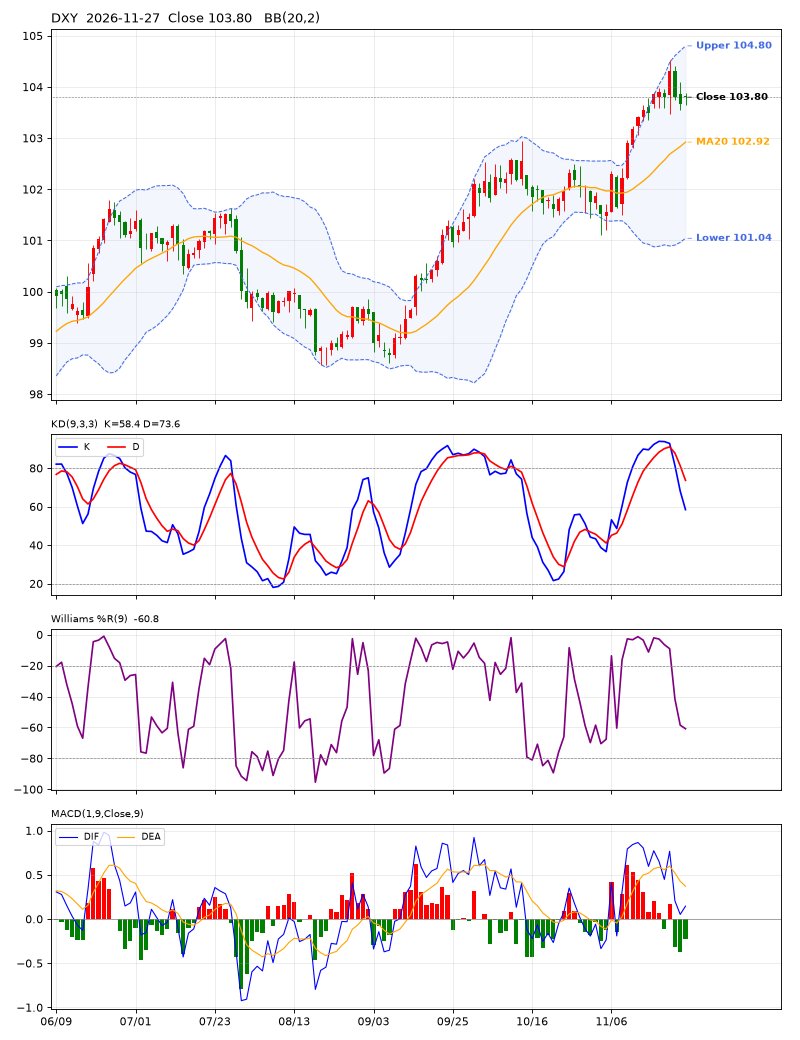 DXY  2026-11-27  Close 103.80   BB(20,2)
105
Upper 104.80
104
Close 103.80
103
MA20 102.92
102
101
Lower 101.04
100
99
98
KD(9,3,3)  K=58.4 D=73.6
K
D
80
60
40
20
Williams %R(9)  -60.8
0
−20
−40
−60
−80
−100
MACD(1,9,Close,9)
1.0
DIF
DEA
0.5
0.0
−0.5
−1.0
06/09
07/01
07/23
08/13
09/03
09/25
10/16
11/06